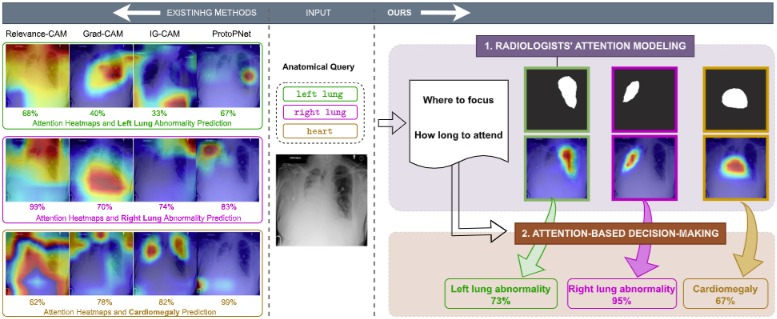 EXISTINHG METHODS
INPUT
OURS
Relevance-CAM
Grad-CAM
IG-CAM
ProtoPNet
68%
40%
33%
67%
Attention Heatmaps and Left Lung Abnormality Prediction
99%
70%
74%
83%
Attention Heatmaps and Right Lung Abnormality Prediction
62%
78%
82%
99%
Attention Heatmaps and Cardiomegaly Prediction
Anatomical Query
left lung
right lung
heart
1. RADIOLOGISTS' ATTENTION MODELING
Where to focus
How long to attend
2. ATTENTION-BASED DECISION-MAKING
Left lung abnormality
73%
Right lung abnormality
95%
Cardiomegaly
67%